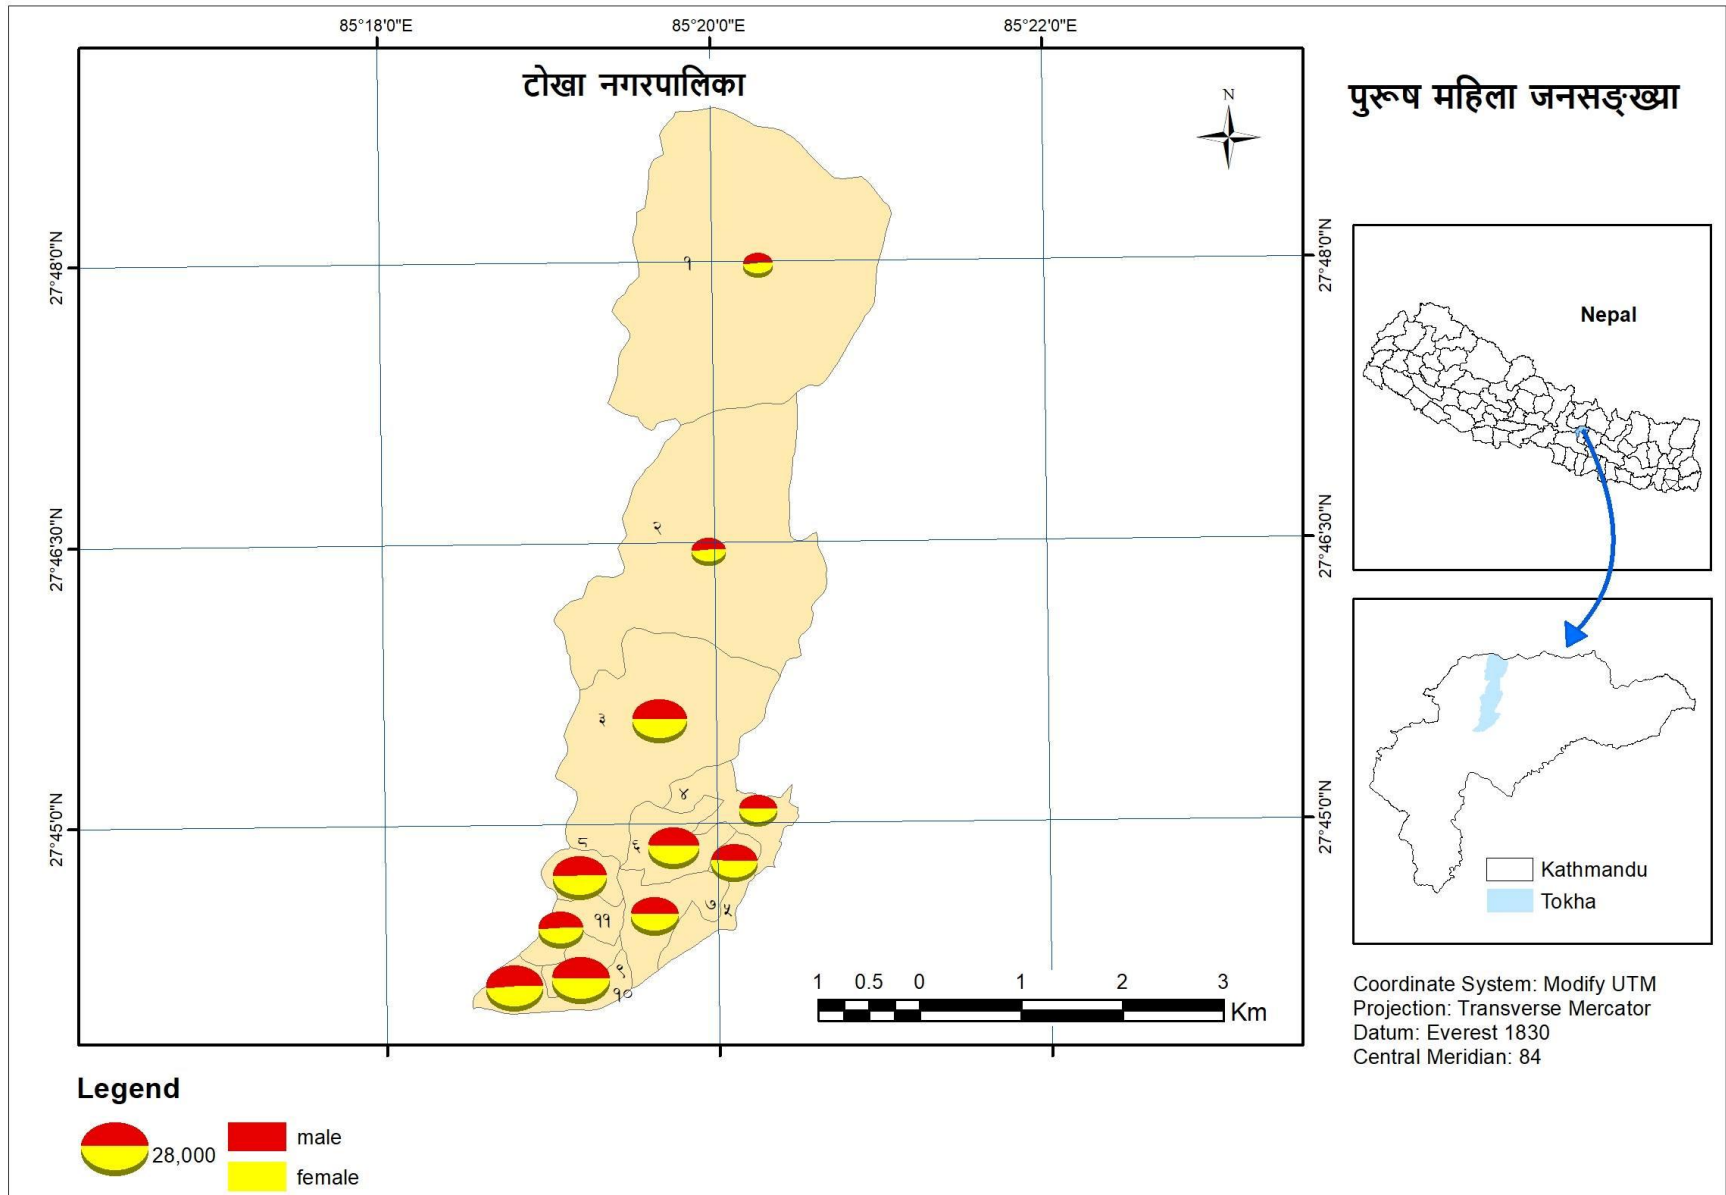 85°18'0"E 85°20'0"E 85°22'0"E
टोखा नगरपालिका
पुरूष महिला जनसङ्ख्या
N
27°48'0"N
27°48'0"N
१
Nepal
27°46'30"N
27°46'30"N
२
३
27°45'0"N
27°45'0"N
४
८
६
११
७
५
९
१०
Kathmandu
Tokha
1 0.5 0 1 2 3
Km
Coordinate System: Modify UTM
Projection: Transverse Mercator
Datum: Everest 1830
Central Meridian: 84
Legend
28,000
male
female